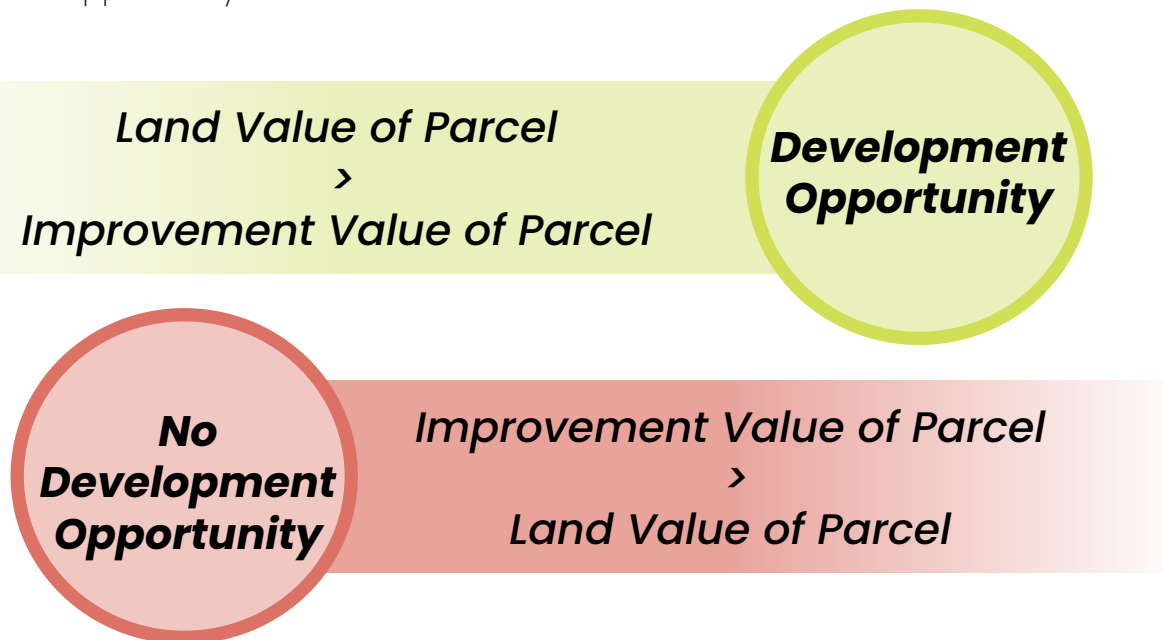 Land Value of Parcel
>
Improvement Value of Parcel
Development
Opportunity
No
Development
Opportunity
Improvement Value of Parcel
>
Land Value of Parcel